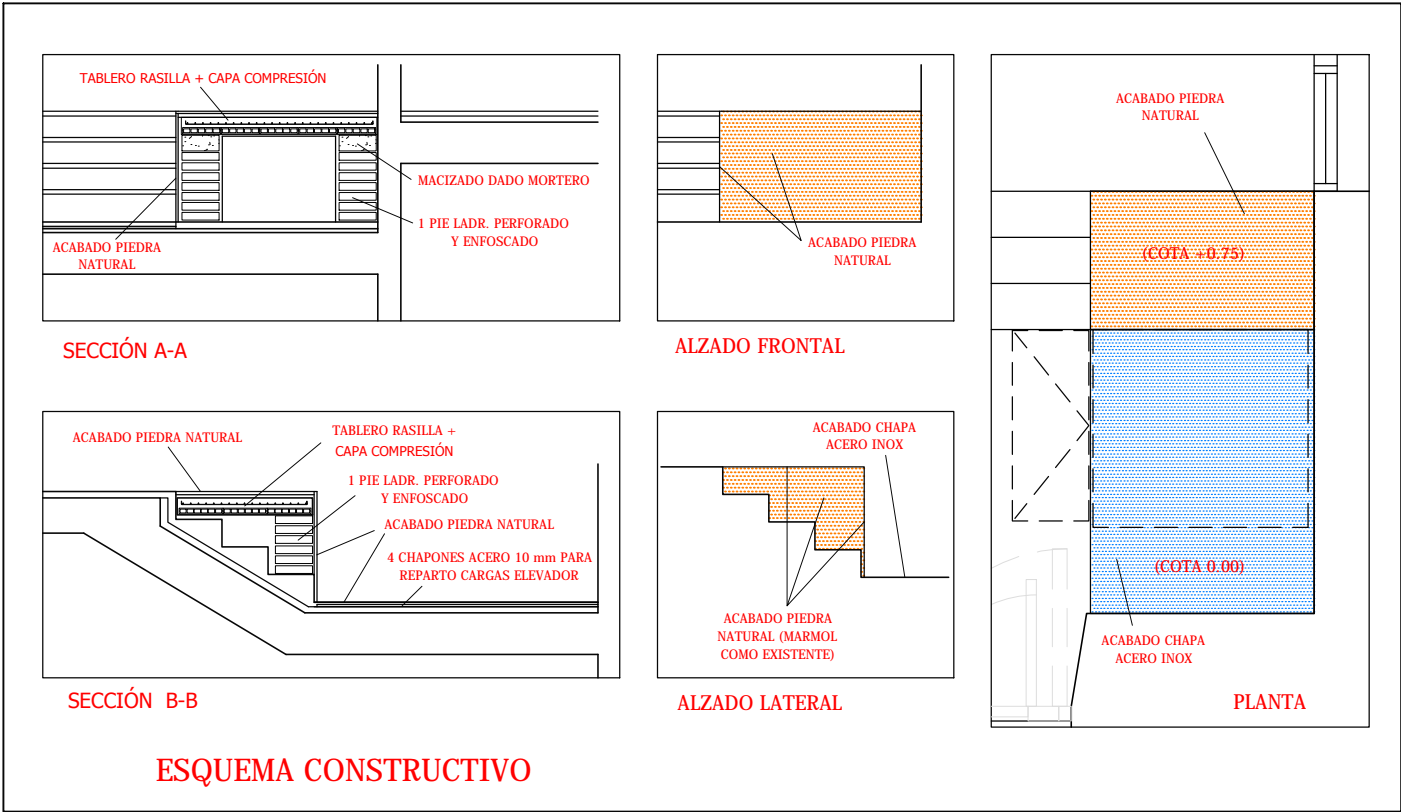 TABLERO RASILLA + CAPA COMPRESIÓN
MACIZADO DADO MORTERO
1 PIE LADR. PERFORADO
Y ENFOSCADO
ACABADO PIEDRA
NATURAL
SECCIÓN A-A
ACABADO PIEDRA
NATURAL
ALZADO FRONTAL
ACABADO PIEDRA NATURAL
TABLERO RASILLA +
CAPA COMPRESIÓN
1 PIE LADR. PERFORADO
Y ENFOSCADO
ACABADO PIEDRA NATURAL
4 CHAPONES ACERO 10 mm PARA
REPARTO CARGAS ELEVADOR
SECCIÓN B-B
ACABADO CHAPA
ACERO INOX
ACABADO PIEDRA
NATURAL (MARMOL
COMO EXISTENTE)
ALZADO LATERAL
ACABADO PIEDRA
NATURAL
(COTA +0.75)
(COTA 0.00)
ACABADO CHAPA
ACERO INOX
PLANTA
ESQUEMA CONSTRUCTIVO